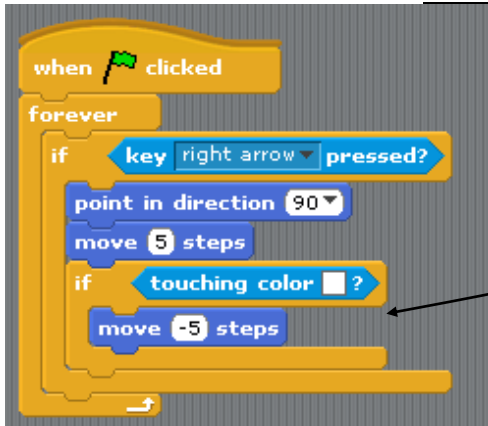 when clicked
forever
if key right arrow pressed?
point in direction 90
move 5 steps
if touching color ?
move -5 steps